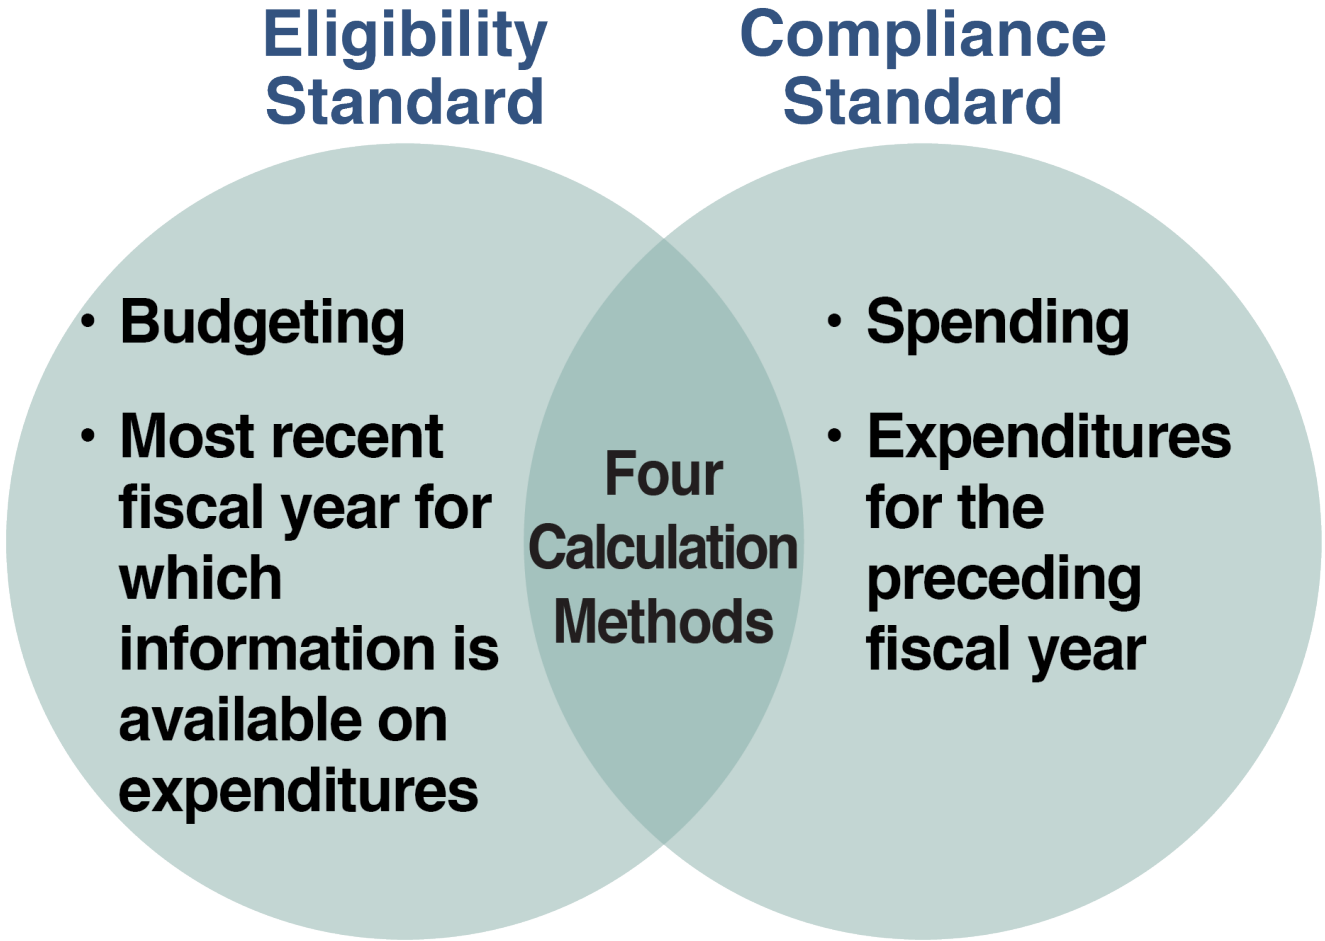 Eligibility
Standard
Compliance
Standard
• Budgeting
• Most recent
fiscal year for
which
information is
available on
expenditures
Four
Calculation
Methods
• Spending
• Expenditures
for the
preceding
fiscal year